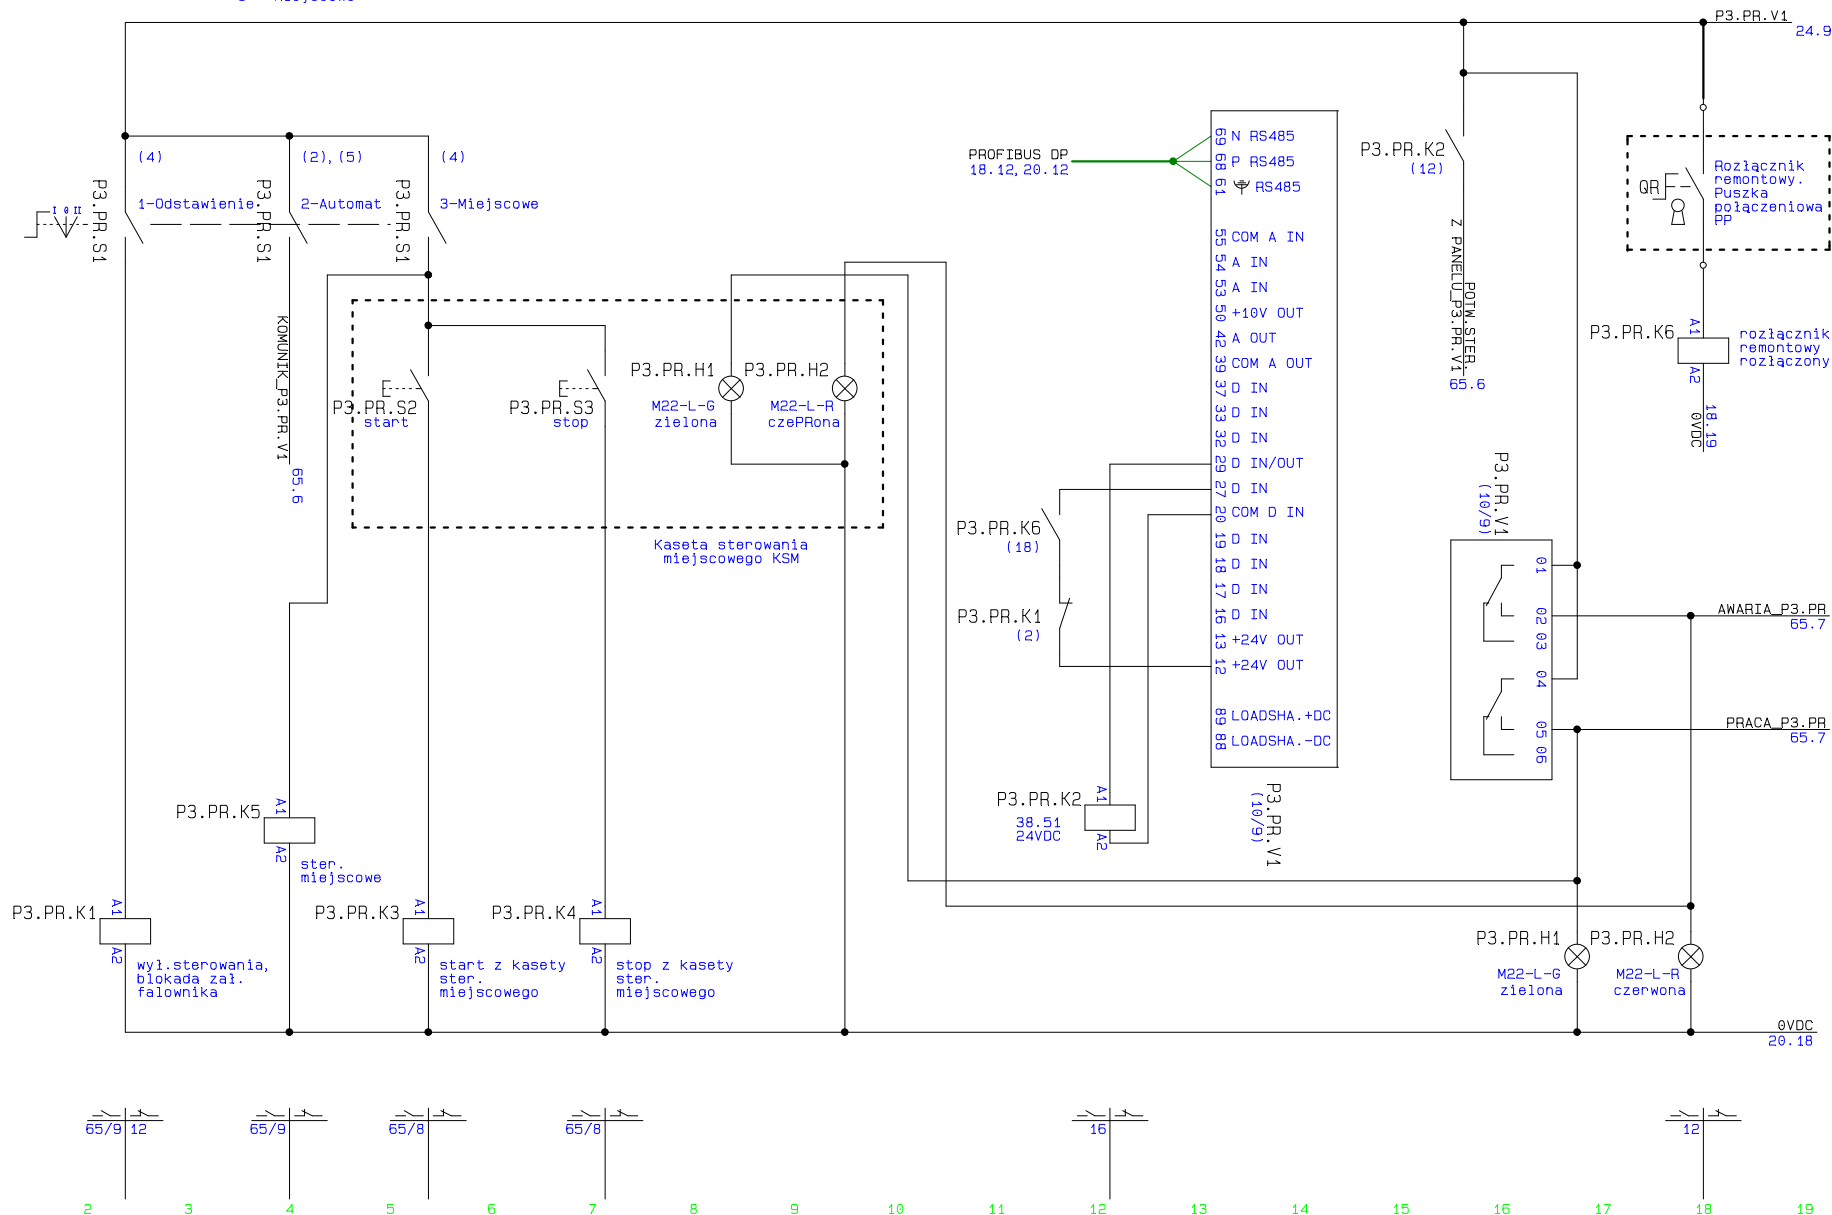 P3.PR.V1
24.9
(4)
(2),(5)
(4)
P3.PR.S1
1-Odstawienie
P3.PR.S1
2-Automat
P3.PR.S1
3-Miejscowe
I 0 II
KOMUNIK_P3.PR.V1
65.6
P3.PR.S2
start
P3.PR.S3
stop
P3.PR.H1
M22-L-G
zielona
P3.PR.H2
M22-L-R
czePRona
Kaseta sterowania
miejscowego KSM
PROFIBUS DP
18.12,20.12
69 N RS485
68 P RS485
61 RS485
55 COM A IN
54 A IN
53 A IN
50 +10V OUT
42 A OUT
39 COM A OUT
37 D IN
33 D IN
32 D IN
29 D IN/OUT
27 D IN
20 COM D IN
19 D IN
18 D IN
17 D IN
16 D IN
13 +24V OUT
12 +24V OUT
89 LOADSHA.+DC
88 LOADSHA.-DC
P3.PR.V1
(10/9)
P3.PR.K6
(18)
P3.PR.K1
(2)
P3.PR.K2
38.51
24VDC
A1
A2
P3.PR.K2
(12)
POTW.STER.
Z PANELU_P3.PR.V1
65.6
QR
Rozłącznik
remontowy.
Puszka
połączeniowa
PP
P3.PR.K6
A1
A2
rozłącznik
remontowy
rozłączony
18.19
0VDC
P3.PR.V1
(10/9)
01
02
03
04
05
06
AWARIA_P3.PR
65.7
PRACA_P3.PR
65.7
P3.PR.K5
A1
A2
ster.
miejscowe
P3.PR.K1
A1
A2
wył.sterowania,
blokada zał.
falownika
P3.PR.K3
A1
A2
start z kasety
ster.
miejscowego
P3.PR.K4
A1
A2
stop z kasety
ster.
miejscowego
P3.PR.H1
M22-L-G
zielona
P3.PR.H2
M22-L-R
czerwona
0VDC
20.18
65/9 12
65/9
65/8
65/8
16
12
2 3 4 5 6 7 8 9 10 11 12 13 14 15 16 17 18 19